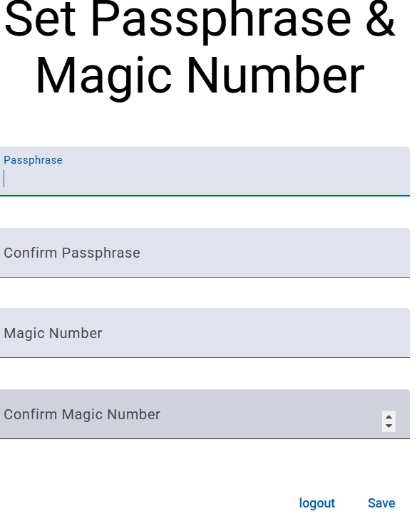 Set Passphrase &
Magic Number
Passphrase
Confirm Passphrase
Magic Number
Confirm Magic Number
logout Save